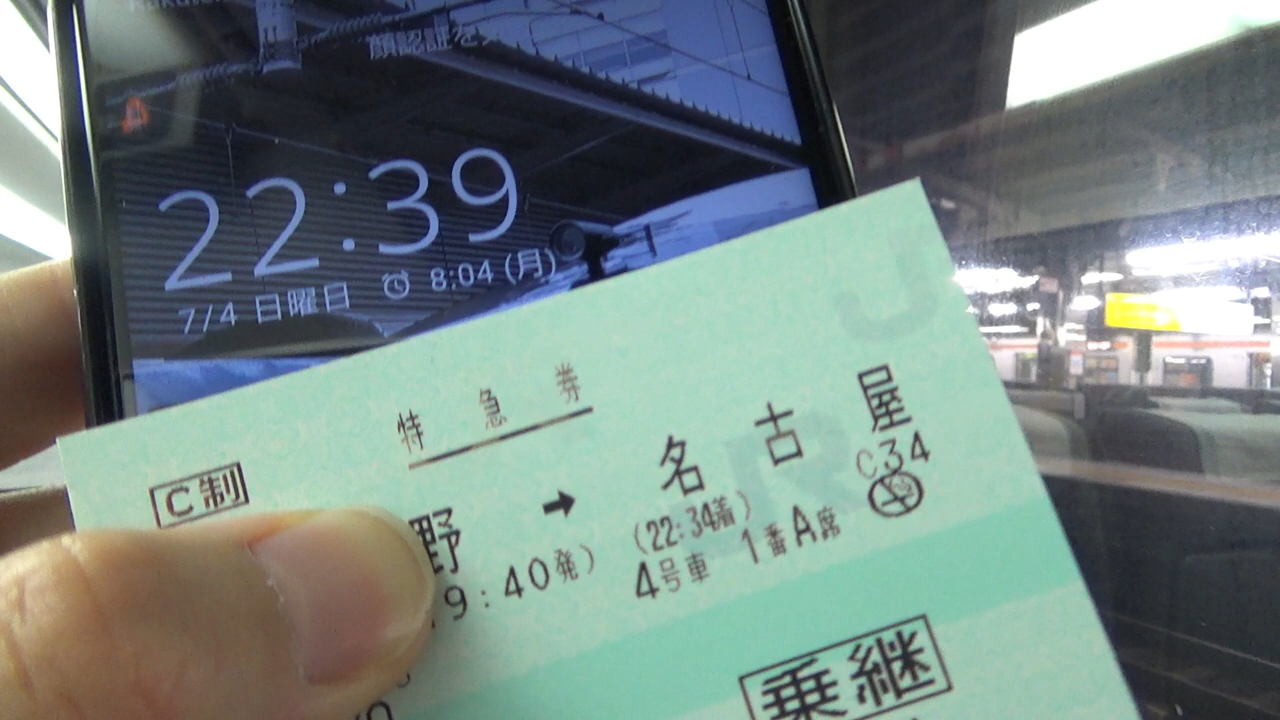 顔認証を
22:39
7/4 日曜日 8:04 (月)
特急券
C制
野 → 名古屋
9:40発) (22:34着) C34
4号車 1番A席
乗継